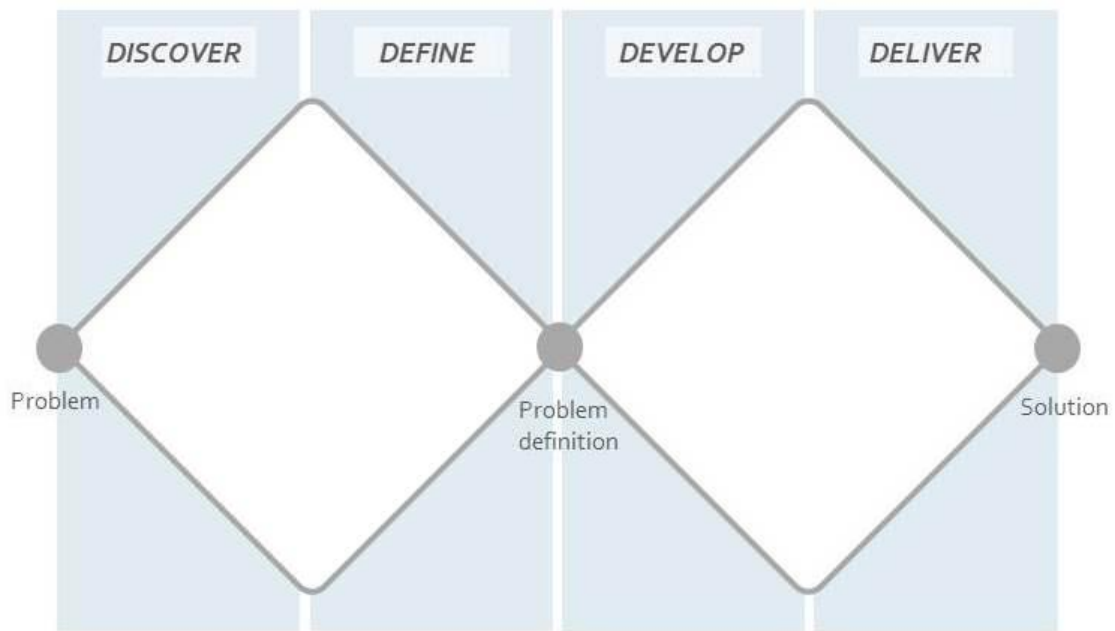 DISCOVER
DEFINE
DEVELOP
DELIVER
Problem
Problem
definition
Solution